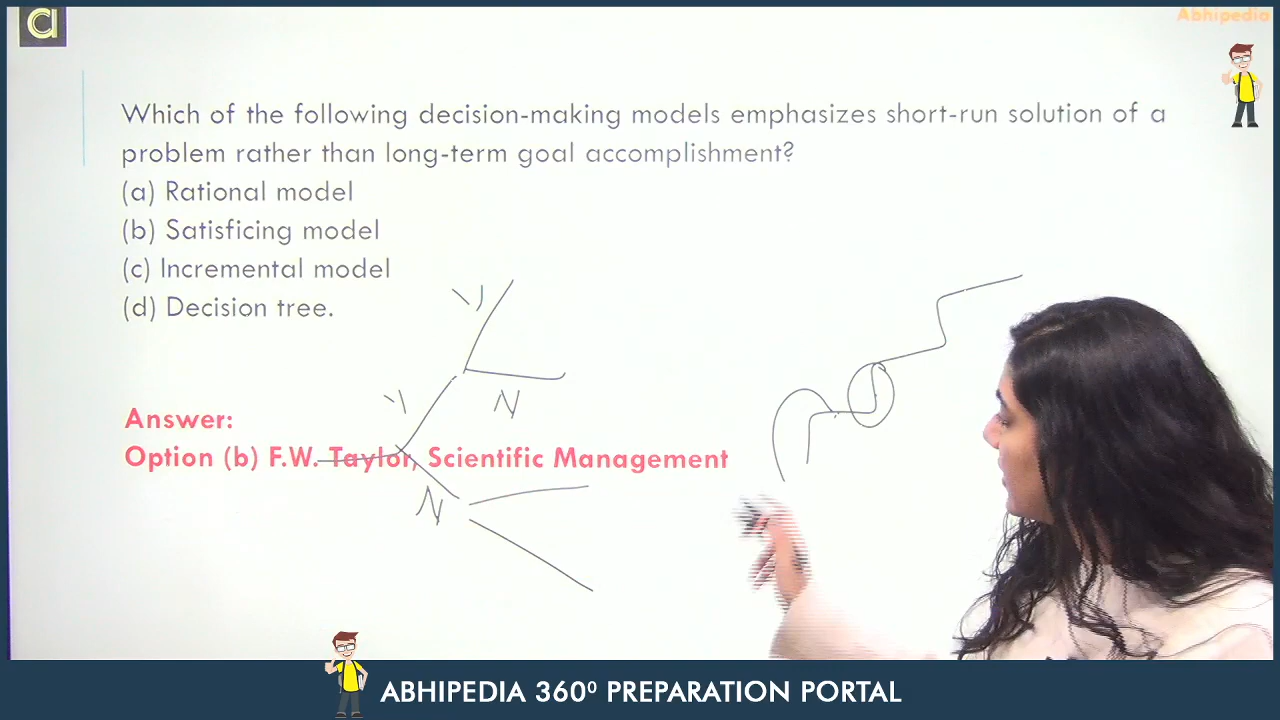 a
Abhipedia
Which of the following decision-making models emphasizes short-run solution of a
problem rather than long-term goal accomplishment?
(a) Rational model
(b) Satisficing model
(c) Incremental model
(d) Decision tree.
Y
Y
N
Answer:
Option (b) F.W. Taylor, Scientific Management
N
ABHIPEDIA 360⁰ PREPARATION PORTAL